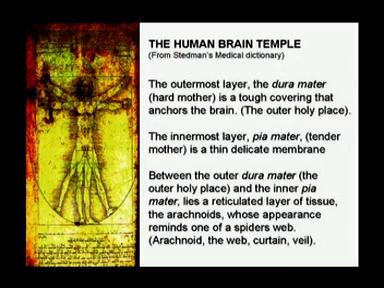 THE HUMAN BRAIN TEMPLE
(From Stedman's Medical dictionary)
The outermost layer, the dura mater
(hard mother) is a tough covering that
anchors the brain. (The outer holy place).
The innermost layer, pia mater, (tender
mother) is a thin delicate membrane
Between the outer dura mater (the
outer holy place) and the inner pia
mater, lies a reticulated layer of tissue,
the arachnoids, whose appearance
reminds one of a spiders web.
(Arachnoid, the web, curtain, veil).